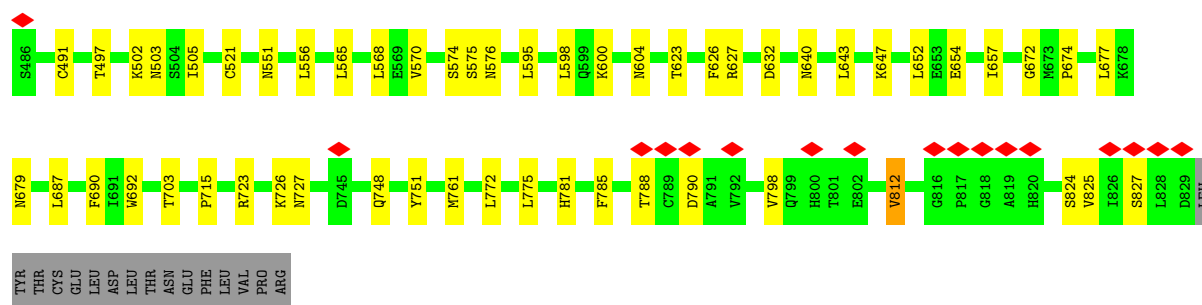 S486 C491 T497 K502 N503 S504 I505 C521 N551 L556 L565 L568 E569 V570 S574 S575 N576 L595 L598 Q599 K600 N604 T623 F626 R627 D632 N640 L643 K647 L652 E653 E654 I657 G672 M673 P674 L677 K678
N679 L687 F690 I691 W692 T703 P715 R723 K726 N727 D745 Q748 Y751 M761 L772 L775 H781 F785 T788 C789 D790 A791 V792 V798 Q799 H800 T801 E802 V812 G816 P817 G818 A819 H820 S824 V825 I826 S827 L828 D829 LEU
TYR THR CYS GLU LEU ASP LEU THR ASN GLU PHE LEU VAL PRO ARG